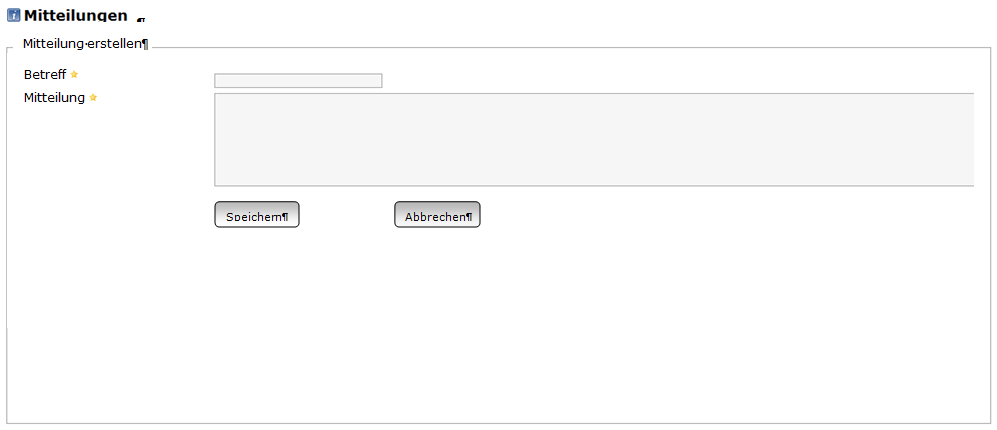 Mitteilungen ¶
Mitteilung·erstellen¶
Betreff
Mitteilung
Speichern¶
Abbrechen¶